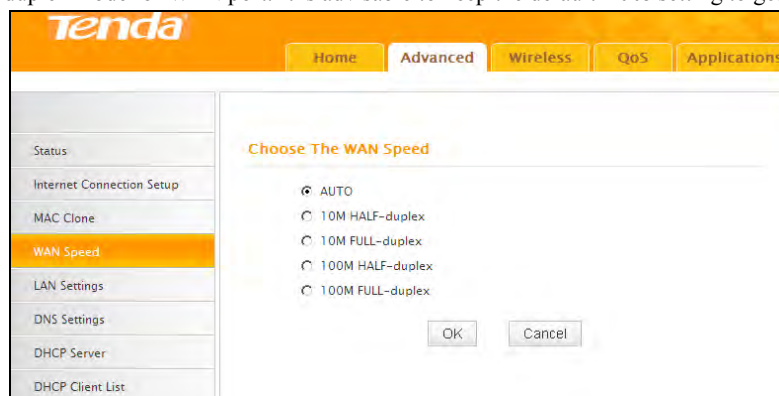 Tenda
Home Advanced Wireless QoS Applications
Status
Internet Connection Setup
MAC Clone
WAN Speed
LAN Settings
DNS Settings
DHCP Server
DHCP Client List
Choose The WAN Speed
AUTO
10M HALF-duplex
10M FULL-duplex
100M HALF-duplex
100M FULL-duplex
OK Cancel